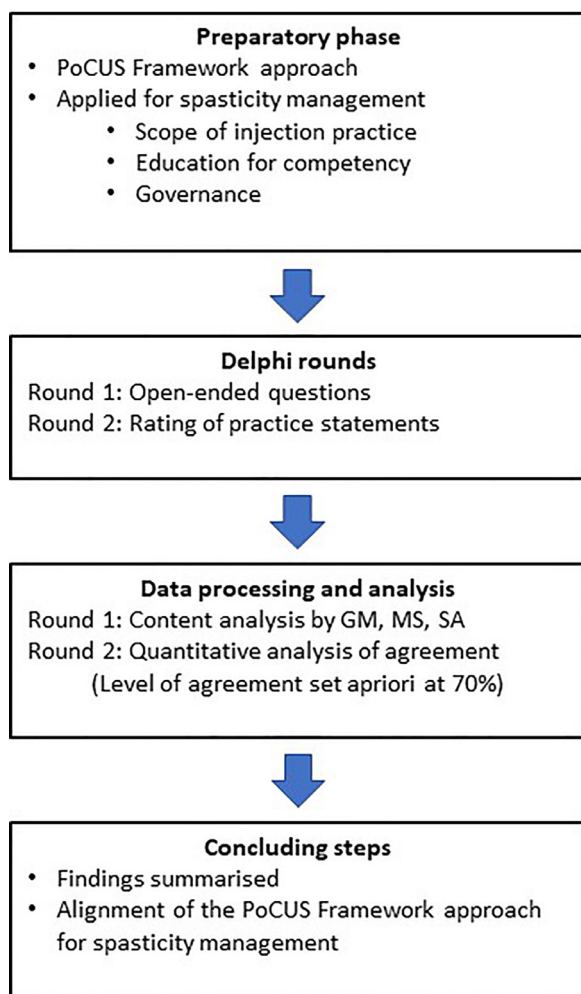 Preparatory phase
• PoCUS Framework approach
• Applied for spasticity management
• Scope of injection practice
• Education for competency
• Governance
Delphi rounds
Round 1: Open-ended questions
Round 2: Rating of practice statements
Data processing and analysis
Round 1: Content analysis by GM, MS, SA
Round 2: Quantitative analysis of agreement
(Level of agreement set apriori at 70%)
Concluding steps
• Findings summarised
• Alignment of the PoCUS Framework approach
for spasticity management